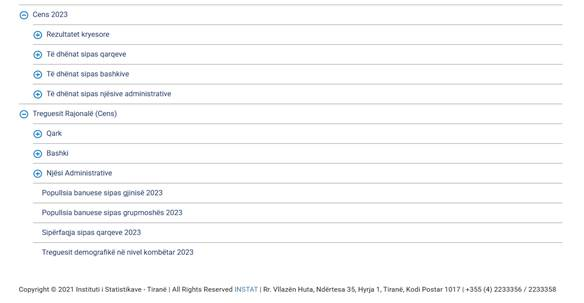 Cens 2023
Rezultatet kryesore
Të dhënat sipas qarqeve
Të dhënat sipas bashkive
Të dhënat sipas njësive administrative
Treguesit Rajonalë (Cens)
Qark
Bashki
Njësi Administrative
Popullsia banuese sipas gjinisë 2023
Popullsia banuese sipas grupmoshës 2023
Sipërfaqja sipas qarqeve 2023
Treguesit demografikë në nivel kombëtar 2023
Copyright © 2021 Instituti i Statistikave - Tiranë | All Rights Reserved INSTAT | Rr. Vllazën Huta, Ndërtesa 35, Hyrja 1, Tiranë, Kodi Postar 1017 | +355 (4) 2233356 / 2233358